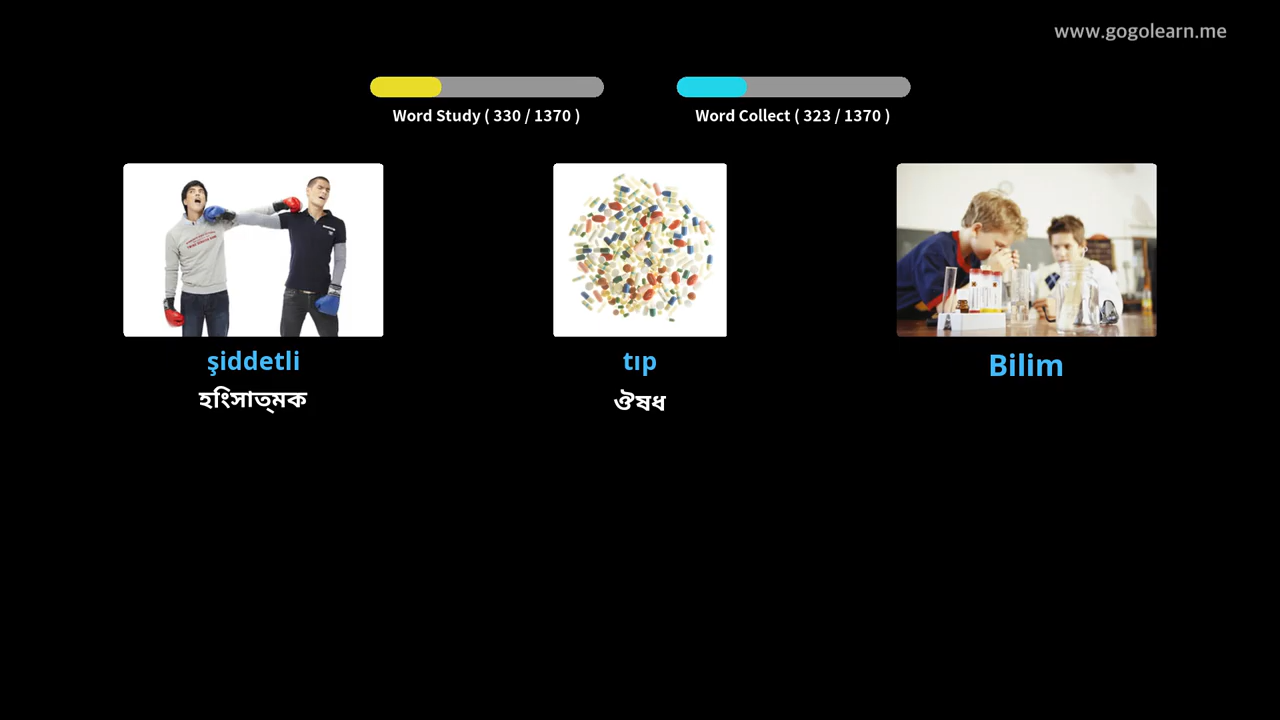 www.gogolearn.me
Word Study ( 330 / 1370 )
Word Collect ( 323 / 1370 )
şiddetli
tıp
Bilim
হিংসাত্মক
ঔষধ